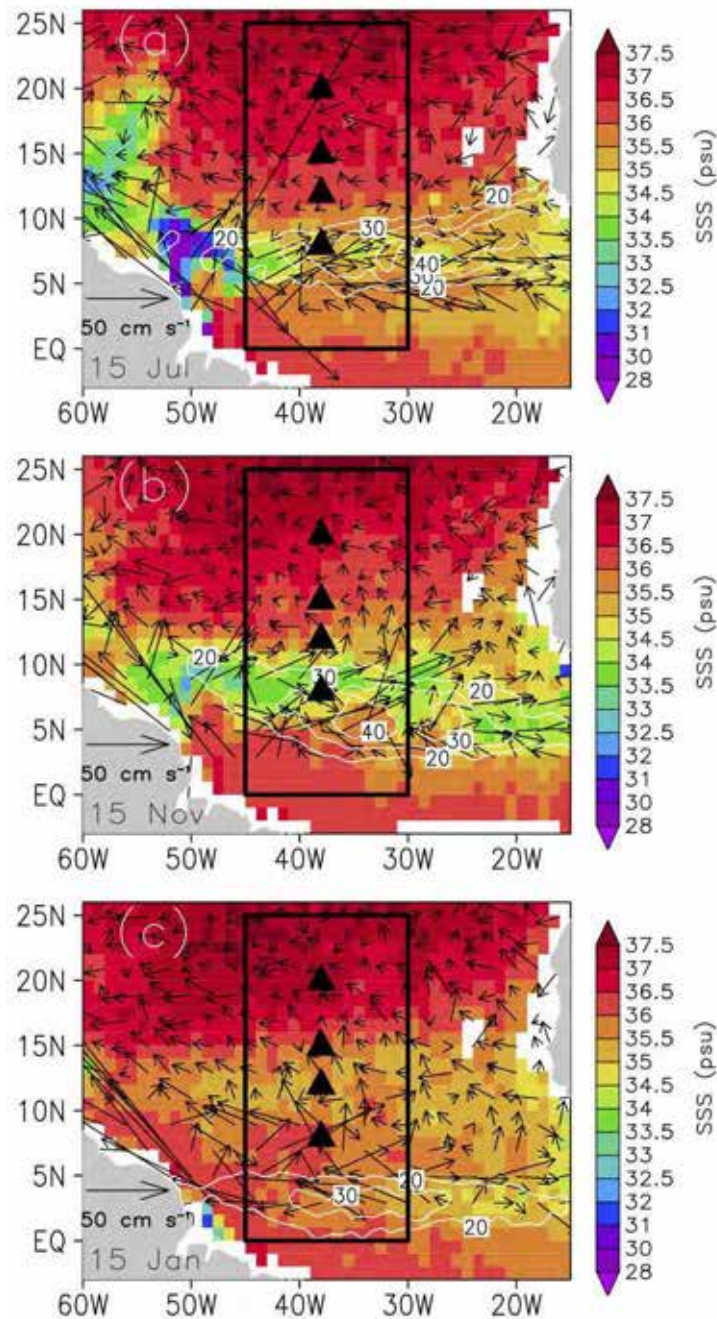 (a)
25N
20N
15N
10N
5N
EQ
20
30
20
40
30
20
50 cm s⁻¹
15 Jul
60W 50W 40W 30W 20W
37.5
37
36.5
36
35.5
35
34.5
34
33.5
33
32.5
32
31
30
28
SSS (psu)
(b)
25N
20N
15N
10N
5N
EQ
20
30
20
40
30
20
50 cm s⁻¹
15 Nov
60W 50W 40W 30W 20W
37.5
37
36.5
36
35.5
35
34.5
34
33.5
33
32.5
32
31
30
28
SSS (psu)
(c)
25N
20N
15N
10N
5N
EQ
20
30
20
50 cm s⁻¹
15 Jan
60W 50W 40W 30W 20W
37.5
37
36.5
36
35.5
35
34.5
34
33.5
33
32.5
32
31
30
28
SSS (psu)